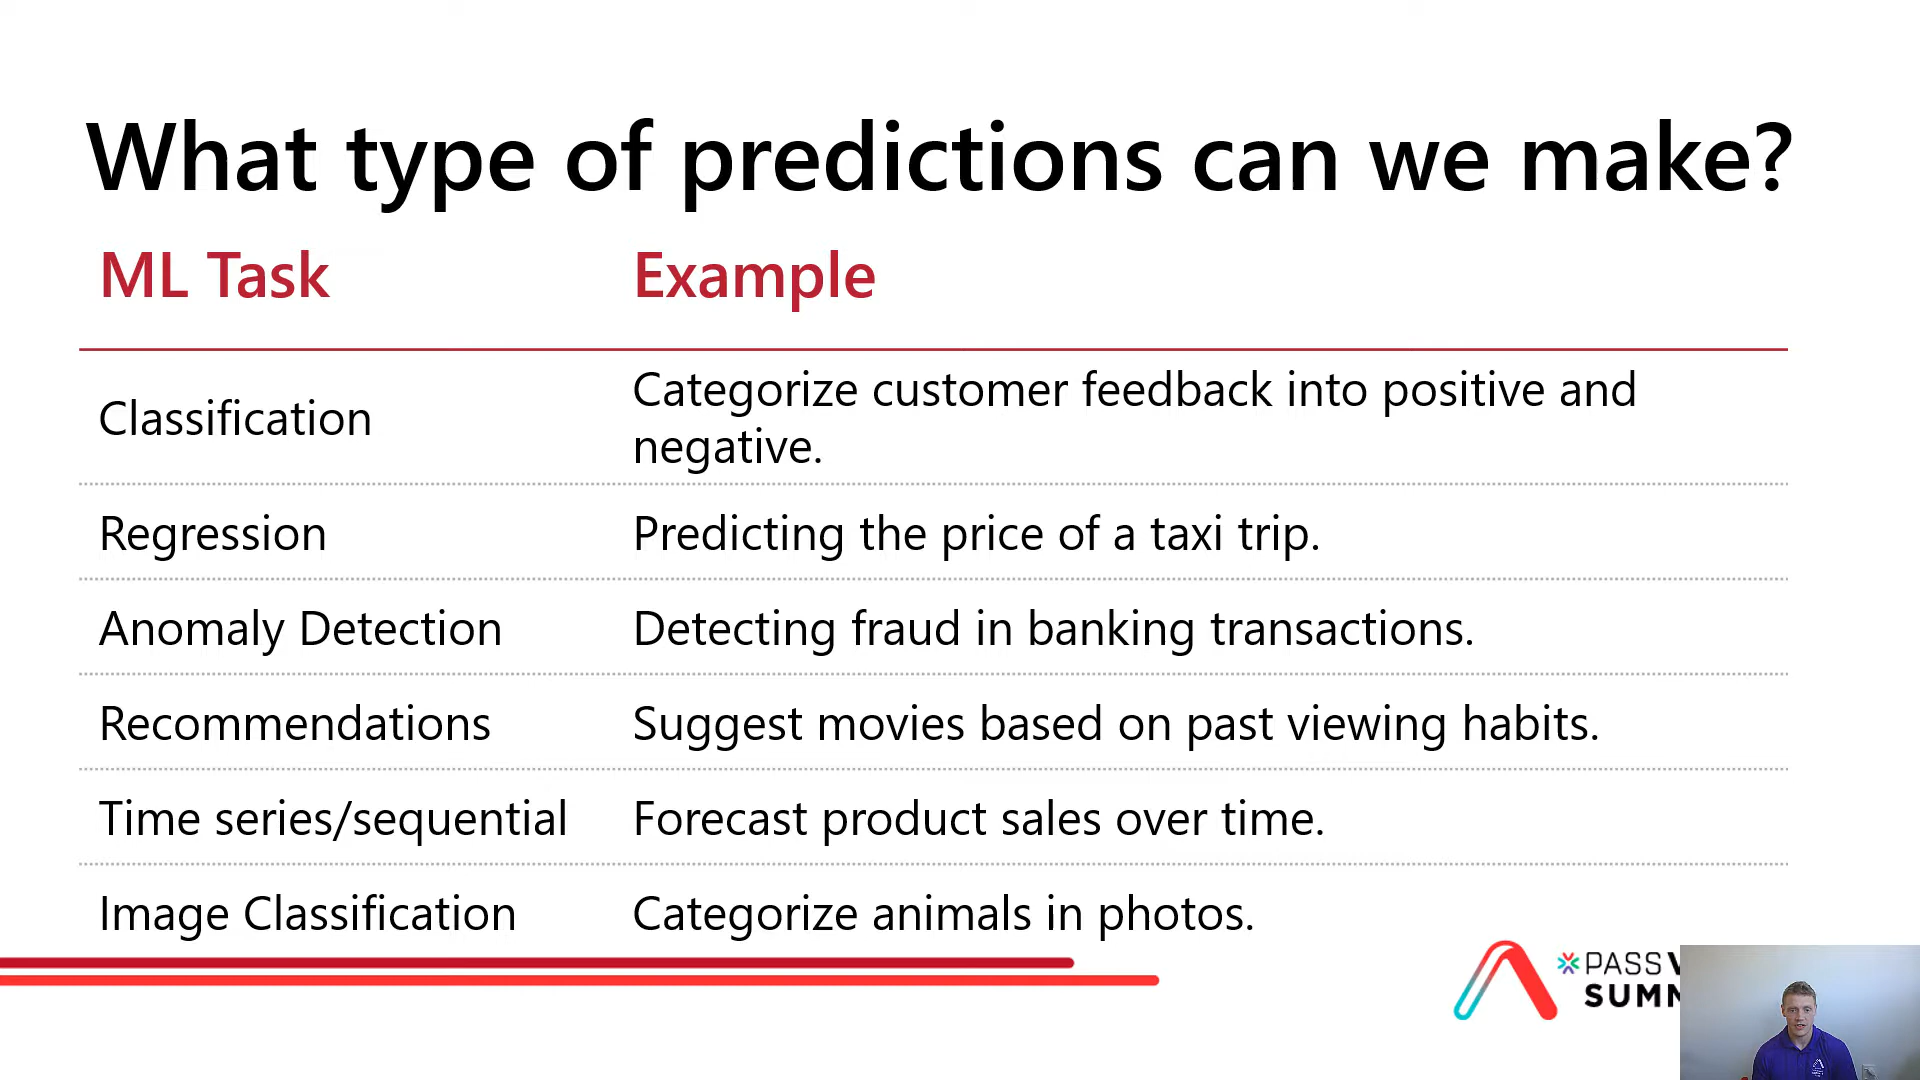 What type of predictions can we make?
ML Task Example
Classification Categorize customer feedback into positive and
negative.
Regression Predicting the price of a taxi trip.
Anomaly Detection Detecting fraud in banking transactions.
Recommendations Suggest movies based on past viewing habits.
Time series/sequential Forecast product sales over time.
Image Classification Categorize animals in photos.
PASS